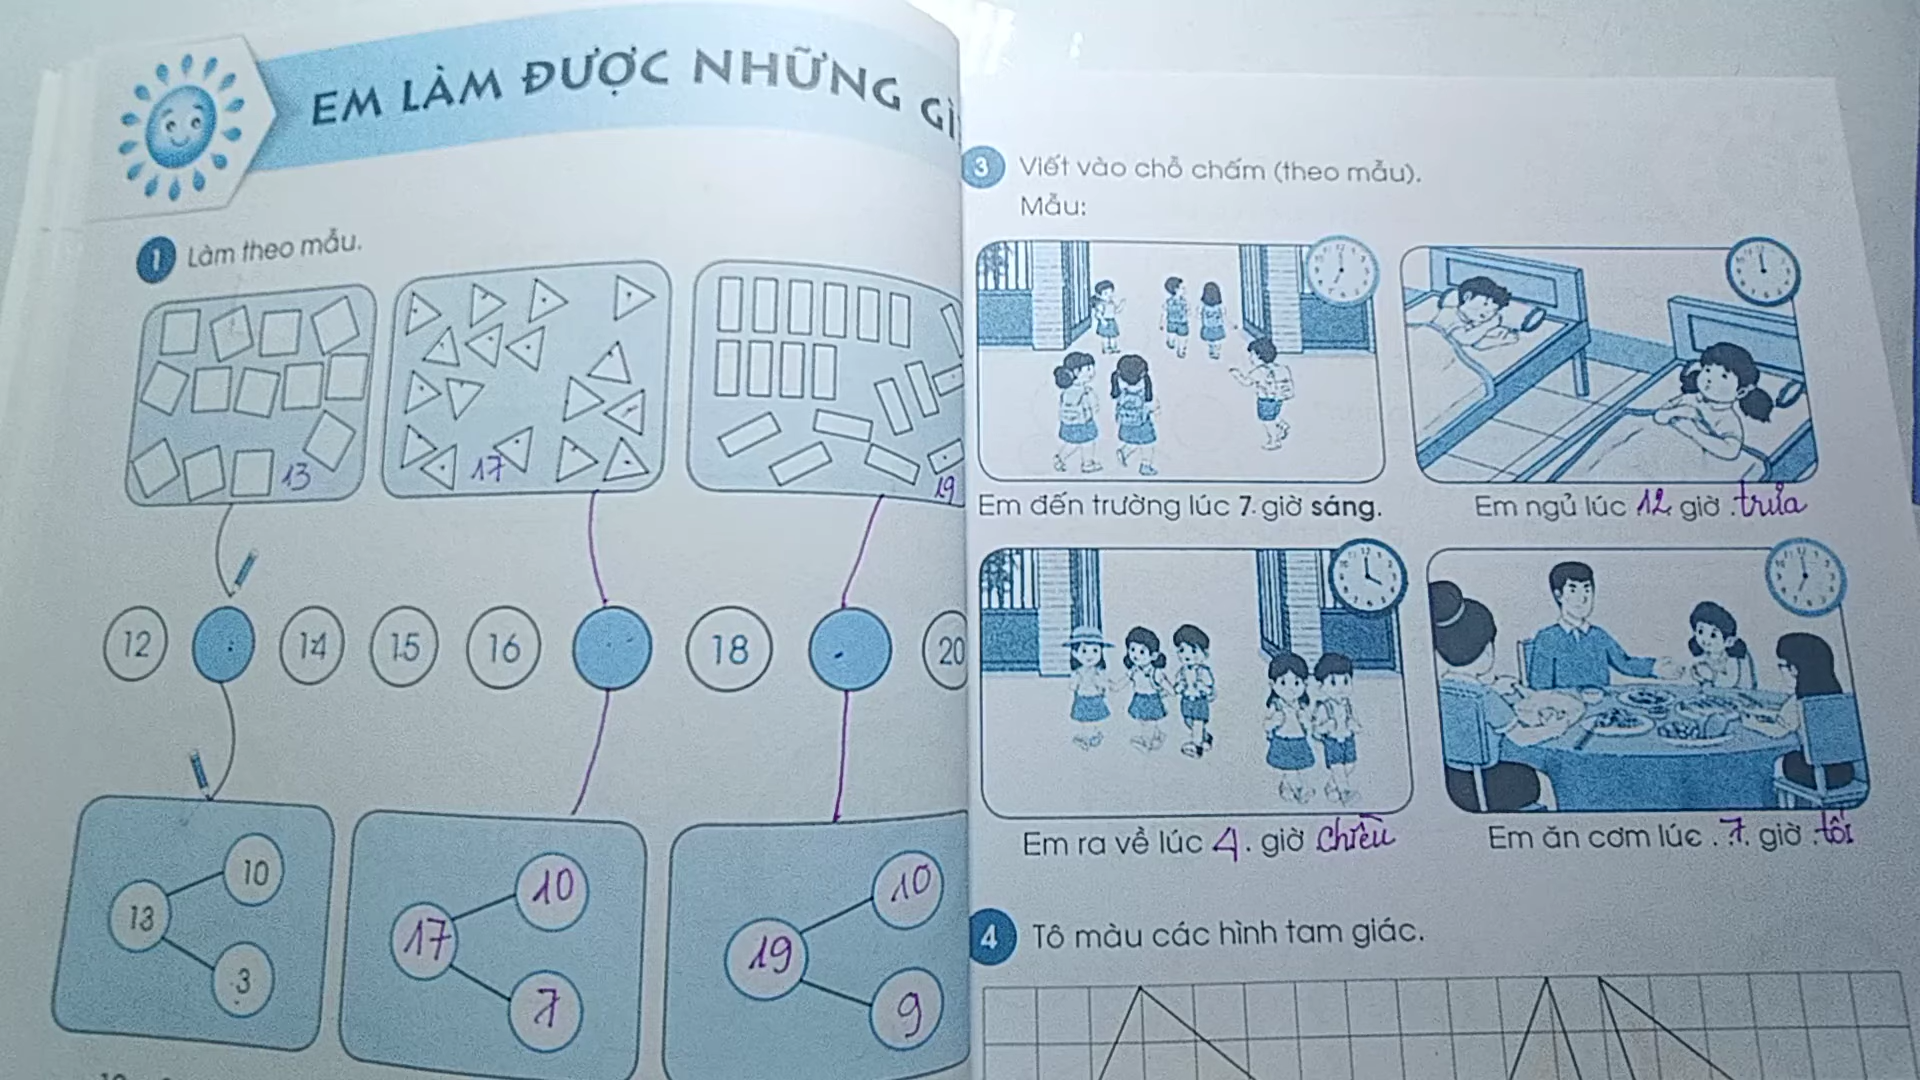 EM LÀM ĐƯỢC NHỮNG GÌ
1 Làm theo mẫu.
13
17
19
12
14
15
16
18
20
13
10
3
17
10
7
19
10
9
3 Viết vào chỗ chấm (theo mẫu).
Mẫu:
Em đến trường lúc 7. giờ sáng.
Em ngủ lúc 12. giờ .trưa
Em ra về lúc 4. giờ chiều
Em ăn cơm lúc .7. giờ .tối
4 Tô màu các hình tam giác.